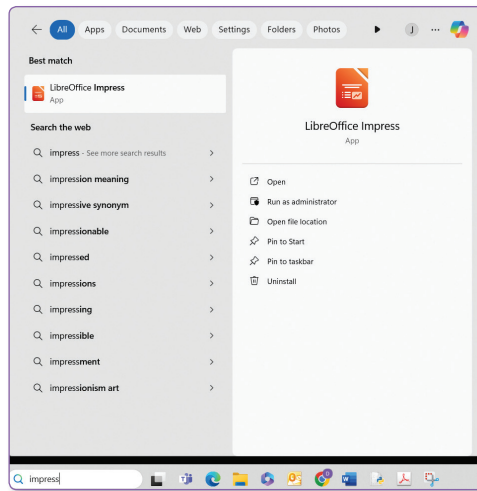 All Apps Documents Web Settings Folders Photos J ...
Best match
LibreOffice Impress
App
Search the web
impress - See more search results
impression meaning
impressive synonym
impressionable
impressed
impressions
impressing
impressible
impressment
impressionism art
LibreOffice Impress
App
Open
Run as administrator
Open file location
Pin to Start
Pin to taskbar
Uninstall
impress